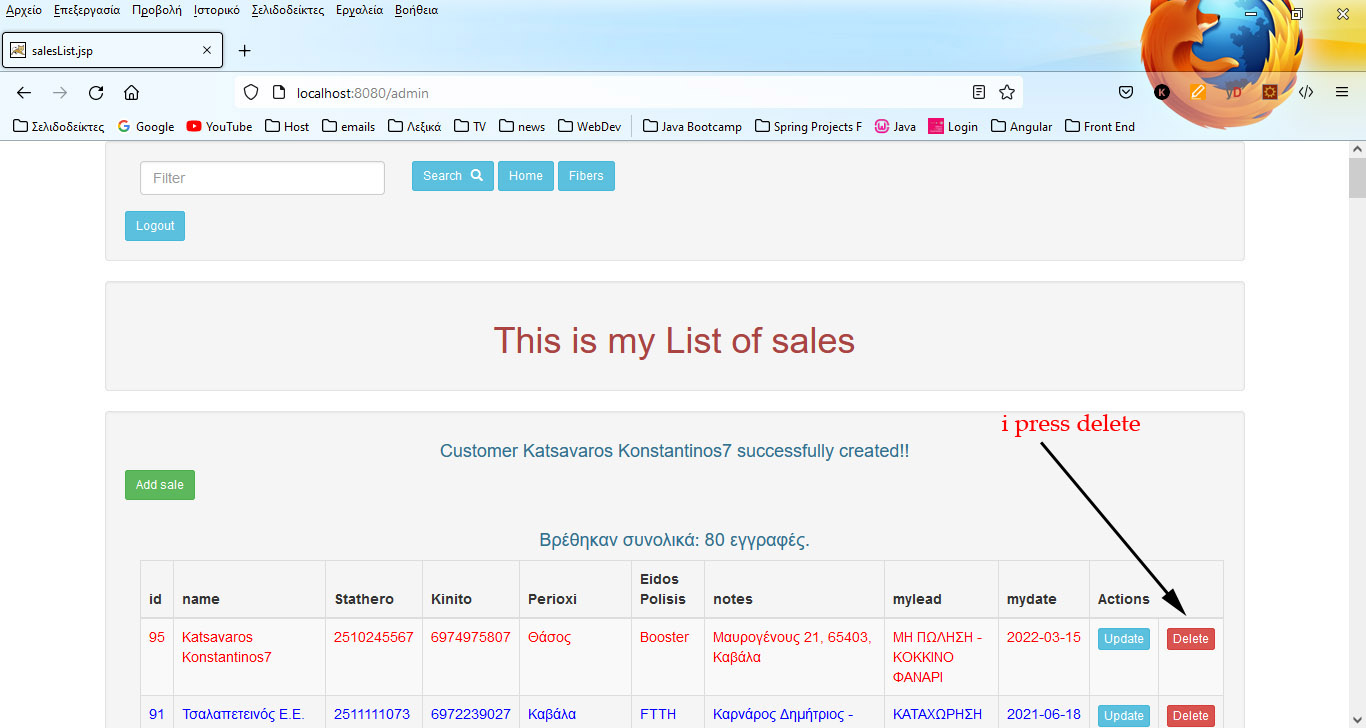 Αρχείο Επεξεργασία Προβολή Ιστορικό Σελιδοδείκτες Εργαλεία Βοήθεια
salesList.jsp
localhost:8080/admin
K
yD
Σελιδοδείκτες Google YouTube Host emails Λεξικά TV news WebDev Java Bootcamp Spring Projects F Java Login Angular Front End
Filter Search Home Fibers
Logout
This is my List of sales
i press delete
Customer Katsavaros Konstantinos7 successfully created!!
Add sale
Βρέθηκαν συνολικά: 80 εγγραφές.
Eidos
id name Stathero Kinito Perioxi Polisis notes mylead mydate Actions
95 Katsavaros 2510245567 6974975807 Θάσος Booster Μαυρογένους 21, 65403, ΜΗ ΠΩΛΗΣΗ - 2022-03-15 Update Delete
Konstantinos7 Καβάλα ΚΟΚΚΙΝΟ
ΦΑΝΑΡΙ
91 Τσαλαπετεινός Ε.Ε. 2511111073 6972239027 Καβάλα FTTH Καρνάρος Δημήτριος - ΚΑΤΑΧΩΡΗΣΗ 2021-06-18 Update Delete